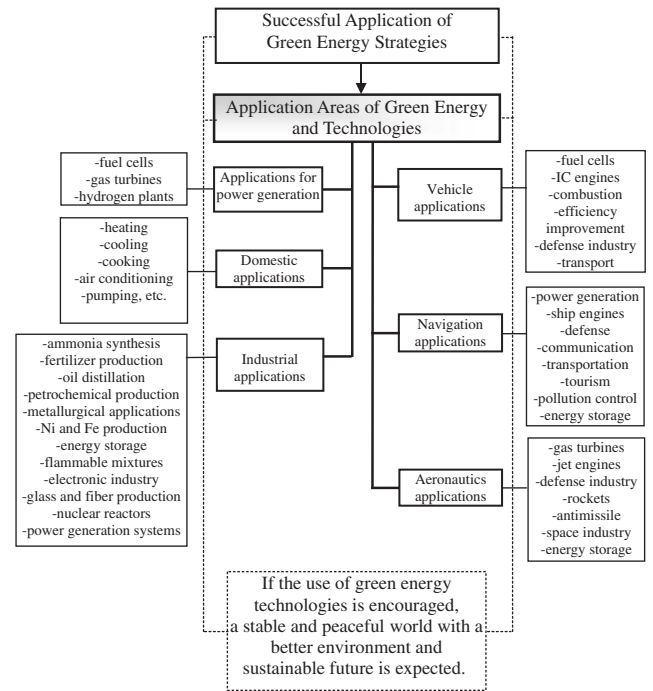 Successful Application of
Green Energy Strategies
Application Areas of Green Energy
and Technologies
-fuel cells
-gas turbines
-hydrogen plants
Applications for
power generation
-heating
-cooling
-cooking
-air conditioning
-pumping, etc.
Domestic
applications
-ammonia synthesis
-fertilizer production
-oil distillation
-petrochemical production
-metallurgical applications
-Ni and Fe production
-energy storage
-flammable mixtures
-electronic industry
-glass and fiber production
-nuclear reactors
-power generation systems
Industrial
applications
Vehicle
applications
-fuel cells
-IC engines
-combustion
-efficiency
improvement
-defense industry
-transport
Navigation
applications
-power generation
-ship engines
-defense
-communication
-transportation
-tourism
-pollution control
-energy storage
Aeronautics
applications
-gas turbines
-jet engines
-defense industry
-rockets
-antimissile
-space industry
-energy storage
If the use of green energy
technologies is encouraged,
a stable and peaceful world with a
better environment and
sustainable future is expected.